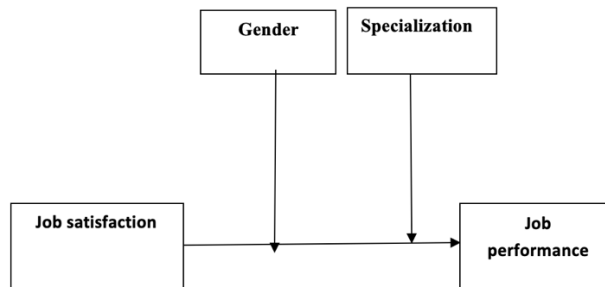 Gender
Specialization
Job satisfaction
Job
performance